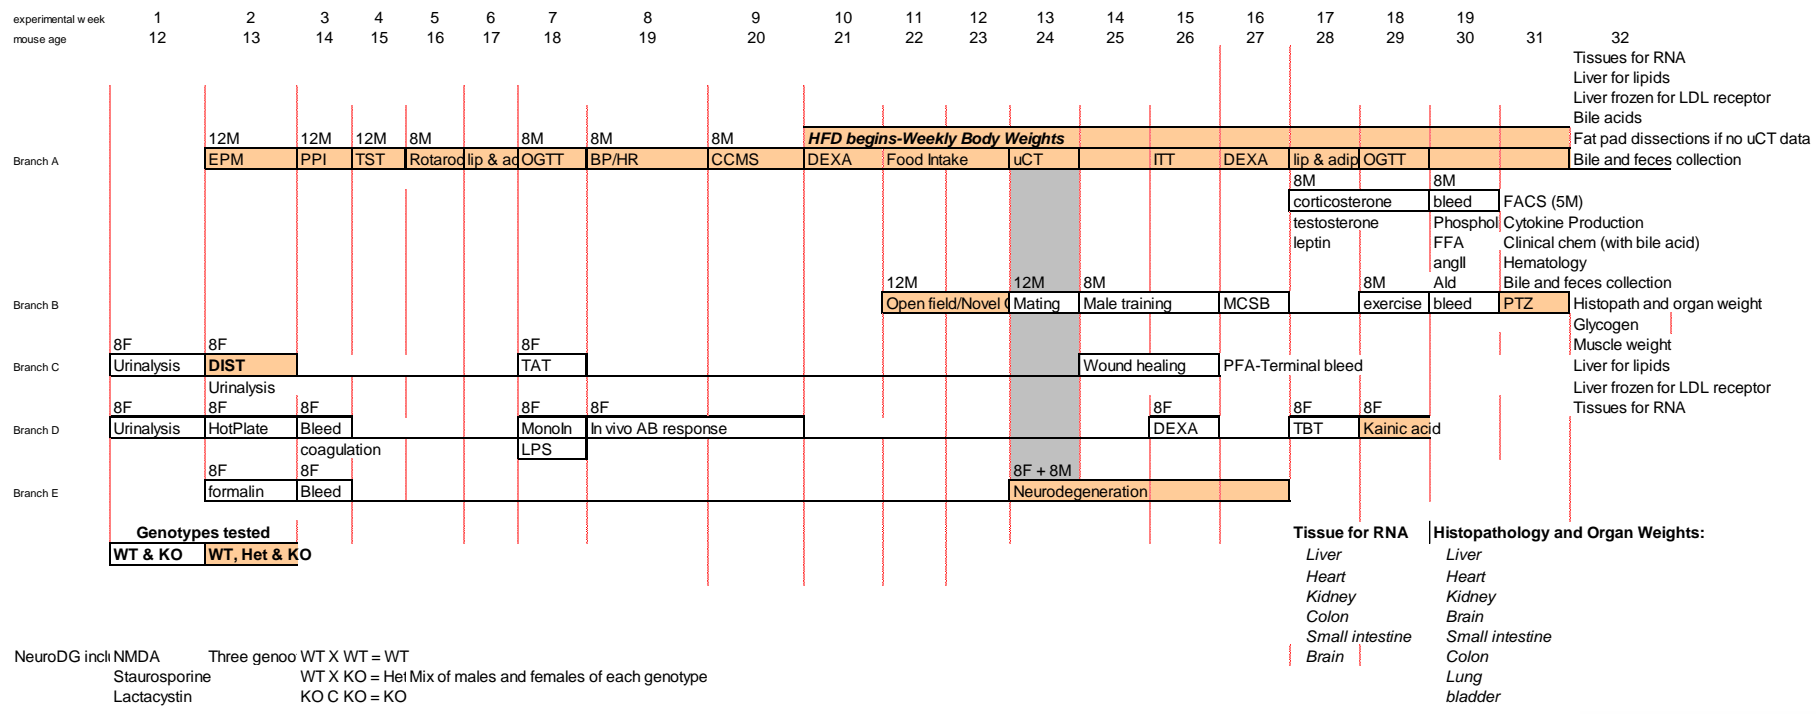 experimental week 1 2 3 4 5 6 7 8 9 10 11 12 13 14 15 16 17 18 19
mouse age 12 13 14 15 16 17 18 19 20 21 22 23 24 25 26 27 28 29 30 31 32
Tissues for RNA
Liver for lipids
Liver frozen for LDL receptor
Bile acids
12M 12M 12M 8M 8M 8M 8M HFD begins-Weekly Body Weights Fat pad dissections if no uCT data
Branch A EPM PPI TST Rotarod lip & ad OGTT BP/HR CCMS DEXA Food Intake uCT ITT DEXA lip & adip OGTT Bile and feces collection
8M 8M
corticosterone bleed FACS (5M)
testosterone Phosphol Cytokine Production
leptin FFA Clinical chem (with bile acid)
angII Hematology
12M 12M 8M 8M Ald Bile and feces collection
Branch B Open field/Novel Mating Male training MCSB exercise bleed PTZ Histopath and organ weight
Glycogen
8F 8F 8F Muscle weight
Branch C Urinalysis DIST TAT Wound healing PFA-Terminal bleed Liver for lipids
Urinalysis Liver frozen for LDL receptor
8F 8F 8F 8F 8F 8F 8F 8F Tissues for RNA
Branch D Urinalysis HotPlate Bleed MonoIn In vivo AB response DEXA TBT Kainic acid
coagulation LPS
8F 8F 8F + 8M
Branch E formalin Bleed Neurodegeneration
Genotypes tested Tissue for RNA Histopathology and Organ Weights:
WT & KO WT, Het & KO Liver Liver
Heart Heart
Kidney Kidney
Colon Brain
Small intestine Small intestine
NeuroDG incl NMDA Three geno WT X WT = WT Brain Colon
Staurosporine WT X KO = Het Mix of males and females of each genotype Lung
Lactacystin KO C KO = KO bladder